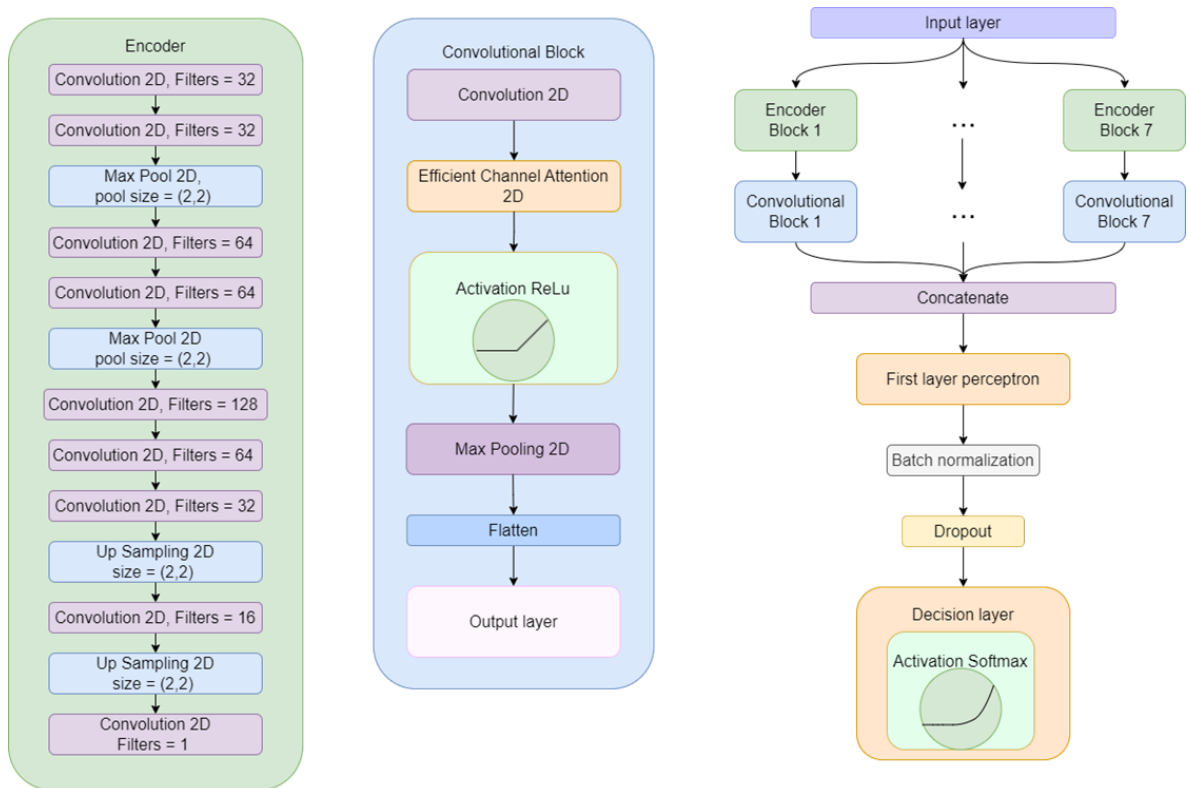 Encoder
Convolution 2D, Filters = 32
Convolution 2D, Filters = 32
Max Pool 2D,
pool size = (2,2)
Convolution 2D, Filters = 64
Convolution 2D, Filters = 64
Max Pool 2D
pool size = (2,2)
Convolution 2D, Filters = 128
Convolution 2D, Filters = 64
Convolution 2D, Filters = 32
Up Sampling 2D
size = (2,2)
Convolution 2D, Filters = 16
Up Sampling 2D
size = (2,2)
Convolution 2D
Filters = 1
Convolutional Block
Convolution 2D
Efficient Channel Attention
2D
Activation ReLu
Max Pooling 2D
Flatten
Output layer
Input layer
Encoder
Block 1
...
Encoder
Block 7
Convolutional
Block 1
...
Convolutional
Block 7
Concatenate
First layer perceptron
Batch normalization
Dropout
Decision layer
Activation Softmax